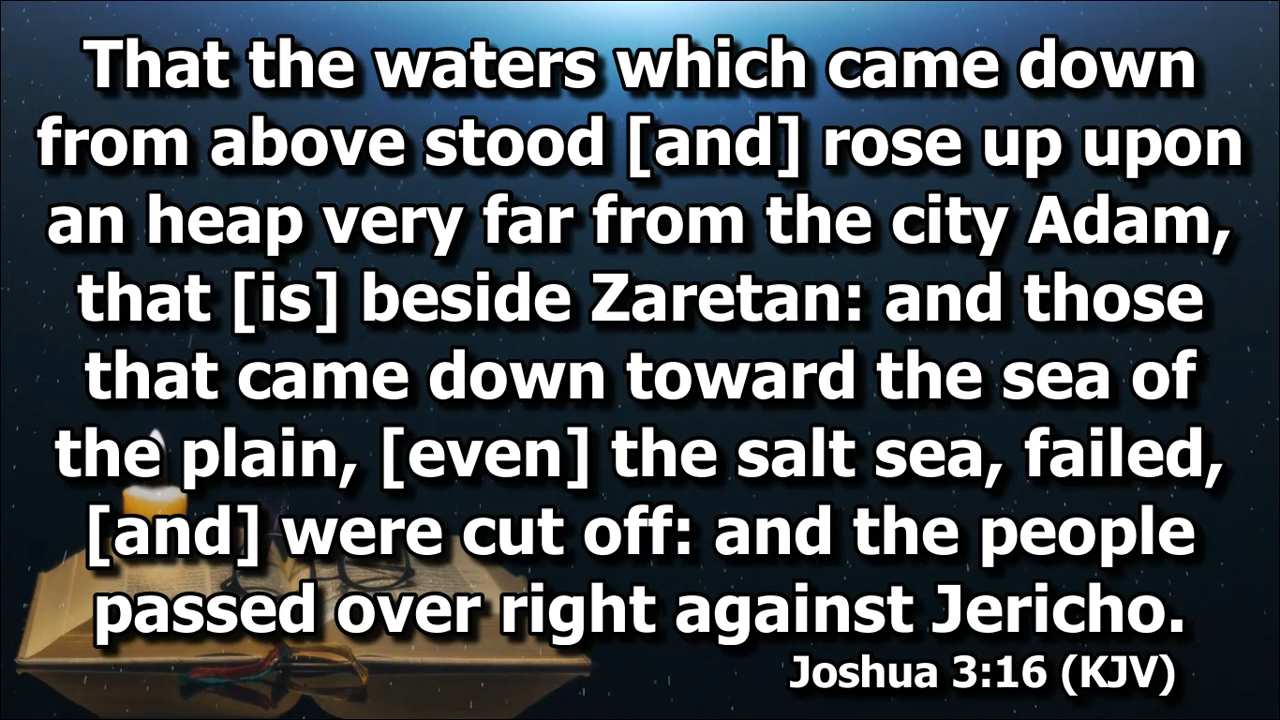 That the waters which came down
from above stood [and] rose up upon
an heap very far from the city Adam,
that [is] beside Zaretan: and those
that came down toward the sea of
the plain, [even] the salt sea, failed,
[and] were cut off: and the people
passed over right against Jericho.
Joshua 3:16 (KJV)